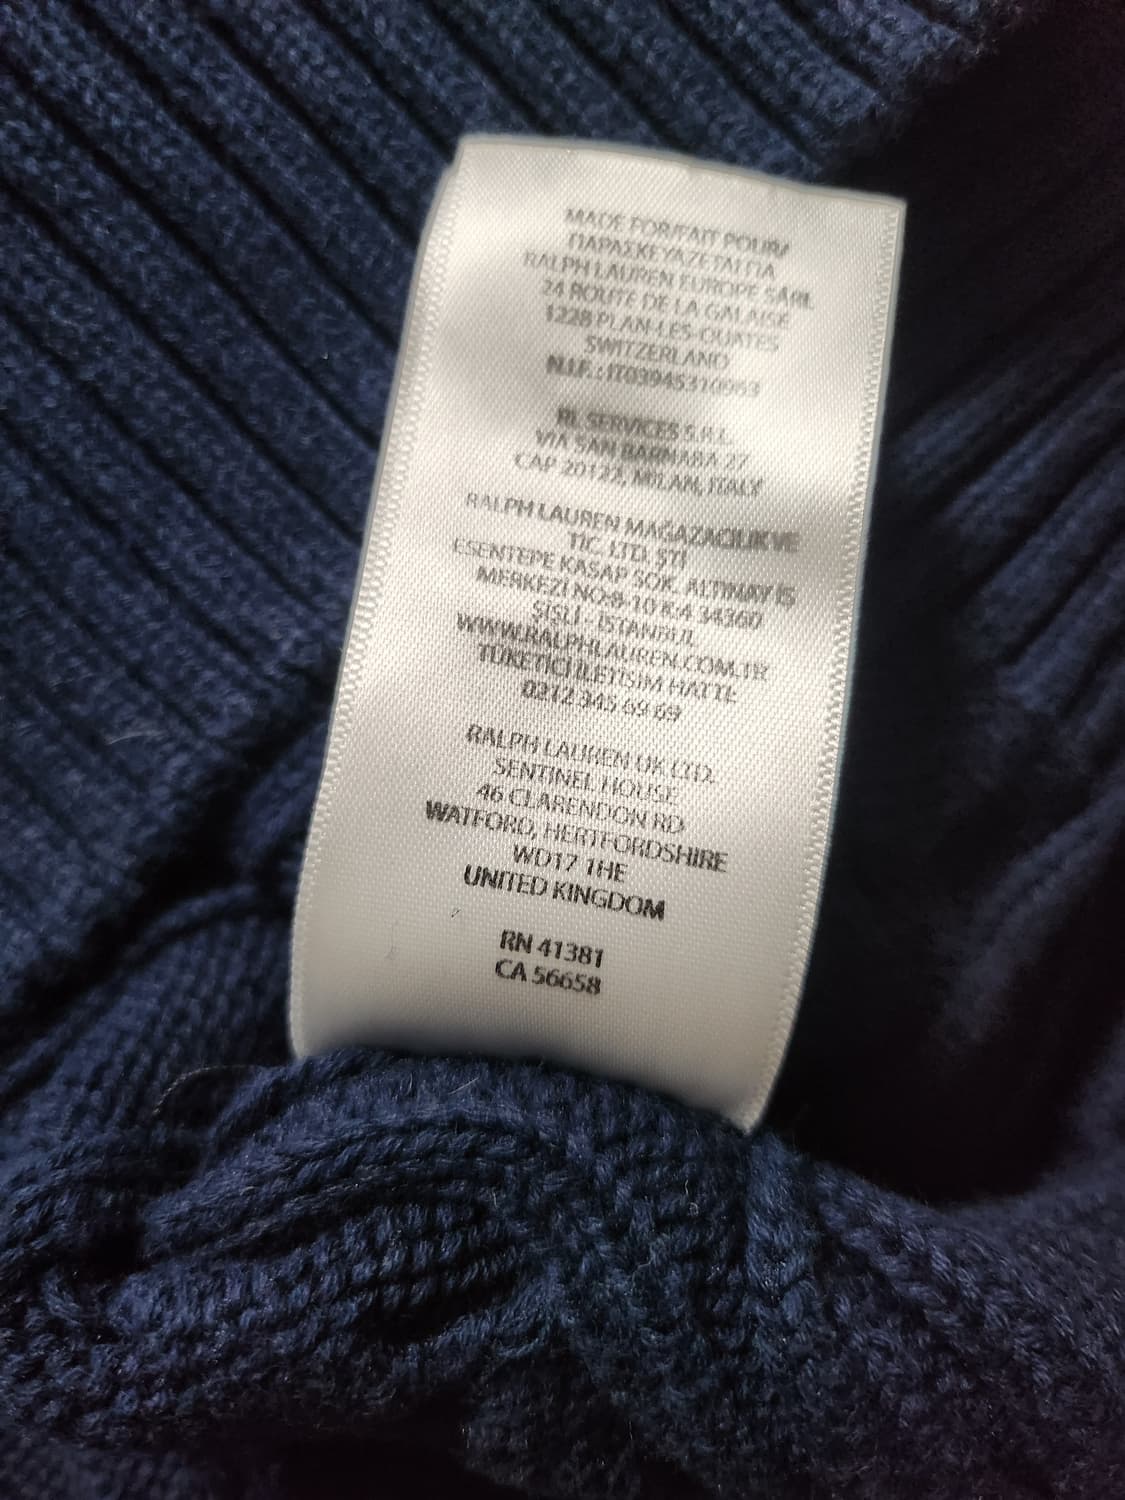 MADE FOR/FAIT POUR/
ΠΑΡΑΣΚΕΥΑΖΕΤΑΙ ΓΙΑ
RALPH LAUREN EUROPE SÀRL
24 ROUTE DE LA GALAISE
1228 PLAN-LES-OUATES
SWITZERLAND
N.I.F. : IT03945310963
RL SERVICES S.R.L.
VIA SAN BARNABA 27
CAP 20122, MILAN, ITALY
RALPH LAUREN MAĞAZACILIK VE
TIC. LTD. ŞTİ
ESENTEPE KASAP SOK. ALTINAY İŞ
MERKEZİ NO:8-10 K:4 34360
ŞİŞLİ - İSTANBUL
WWW.RALPHLAUREN.COM.TR
TÜKETİCİ İLETİSİM HATTI:
0212 345 69 69
RALPH LAUREN UK LTD.
SENTINEL HOUSE
46 CLARENDON RD
WATFORD, HERTFORDSHIRE
WD17 1HE
UNITED KINGDOM
RN 41381
CA 56658